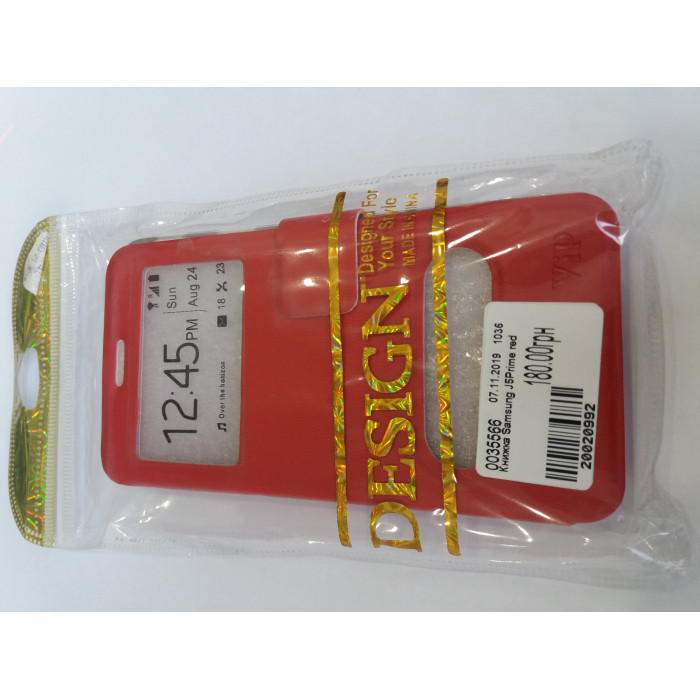 12:45PM
Sun
Aug 24
18
23
Over the horizon
DESIGN
Designed For
Your Style
MADE IN CHINA
ViP
0035566 07.11.2019 1036
Книжка Samsung J5Prime red
180.00грн
20020992